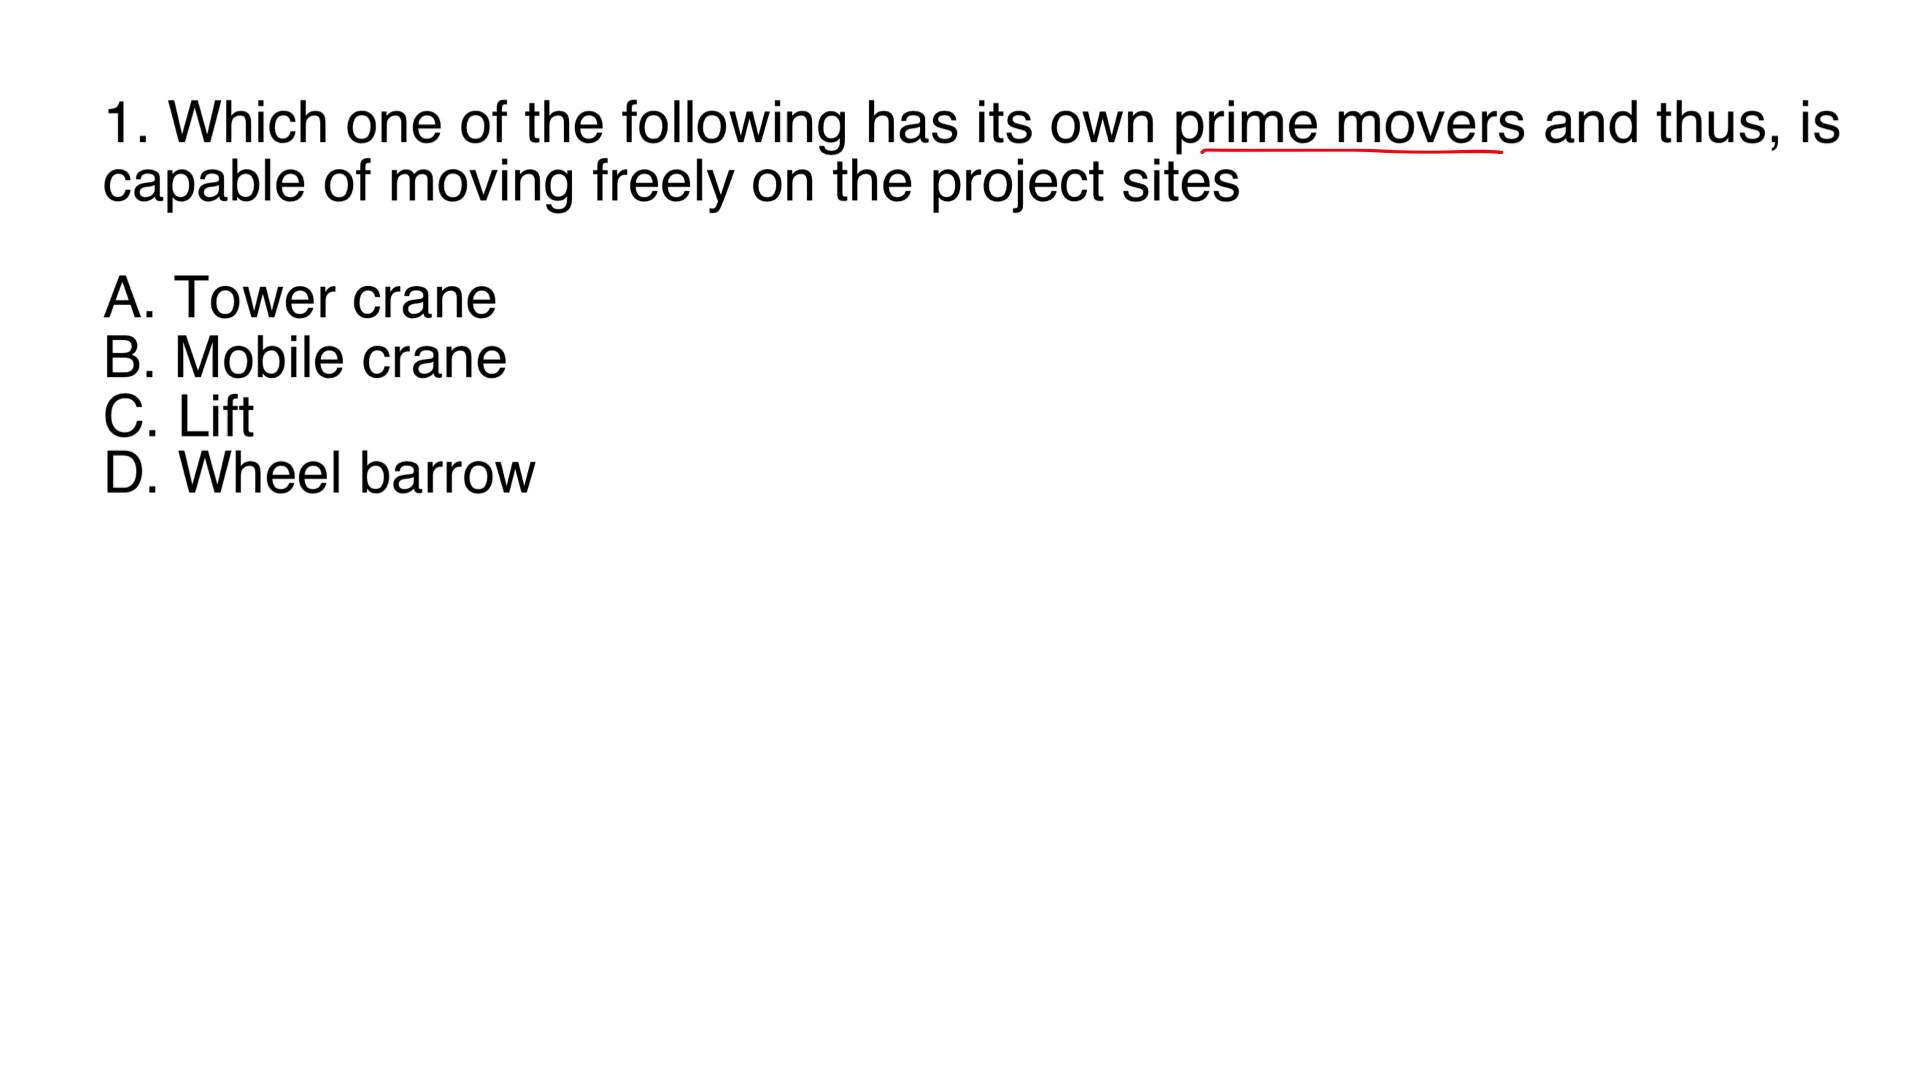 1. Which one of the following has its own prime movers and thus, is
capable of moving freely on the project sites
A. Tower crane
B. Mobile crane
C. Lift
D. Wheel barrow